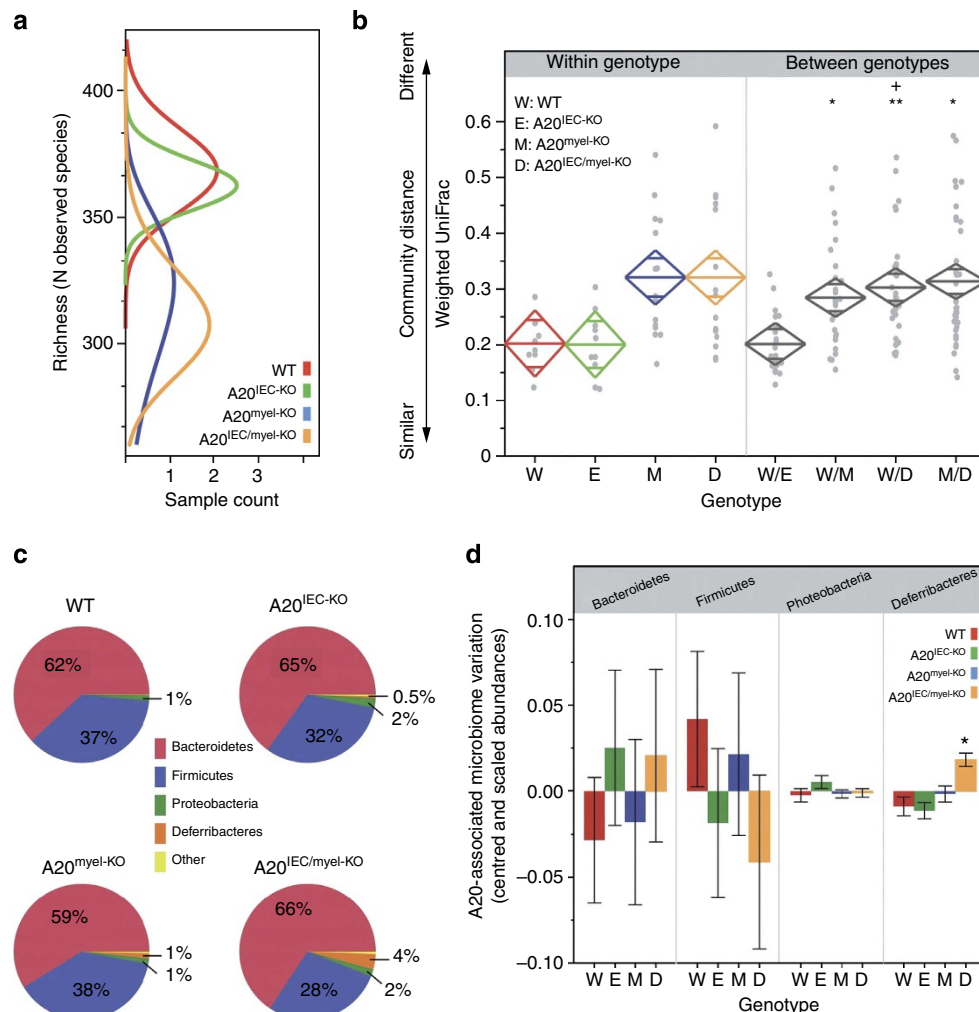 a
Richness (N observed species)
400
350
300
1
2
3
Sample count
WT
A20IEC-KO
A20myel-KO
A20IEC/myel-KO
b
Different
Community distance
Similar
Weighted UniFrac
Within genotype
Between genotypes
W: WT
E: A20IEC-KO
M: A20myel-KO
D: A20IEC/myel-KO
+
*
**
*
0.6
0.5
0.4
0.3
0.2
0.1
0
W
E
M
D
W/E
W/M
W/D
M/D
Genotype
c
WT
62%
37%
1%
A20IEC-KO
65%
32%
0.5%
2%
Bacteroidetes
Firmicutes
Proteobacteria
Deferribacteres
Other
A20myel-KO
59%
38%
1%
1%
A20IEC/myel-KO
66%
28%
4%
2%
d
A20-associated microbiome variation
(centred and scaled abundances)
Bacteroidetes
Firmicutes
Photeobacteria
Deferribacteres
WT
A20IEC-KO
A20myel-KO
A20IEC/myel-KO
*
0.10
0.05
0.00
–0.05
–0.10
W E M D
W E M D
W E M D
W E M D
Genotype